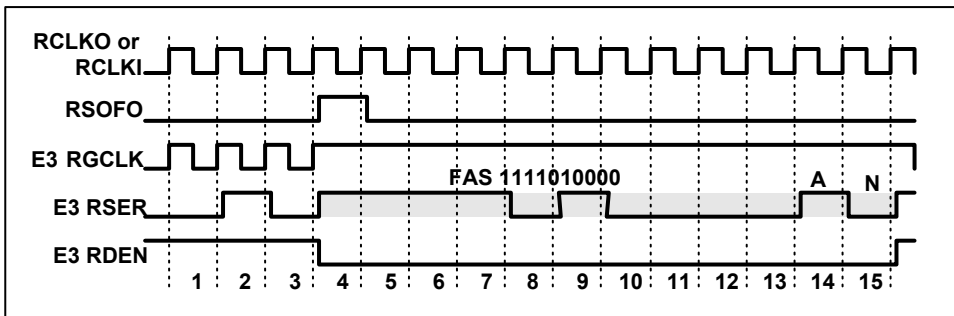 RCLKO or
RCLKI
RSOFO
E3 RGCLK
FAS 1111010000
A
N
E3 RSER
E3 RDEN
1 2 3 4 5 6 7 8 9 10 11 12 13 14 15